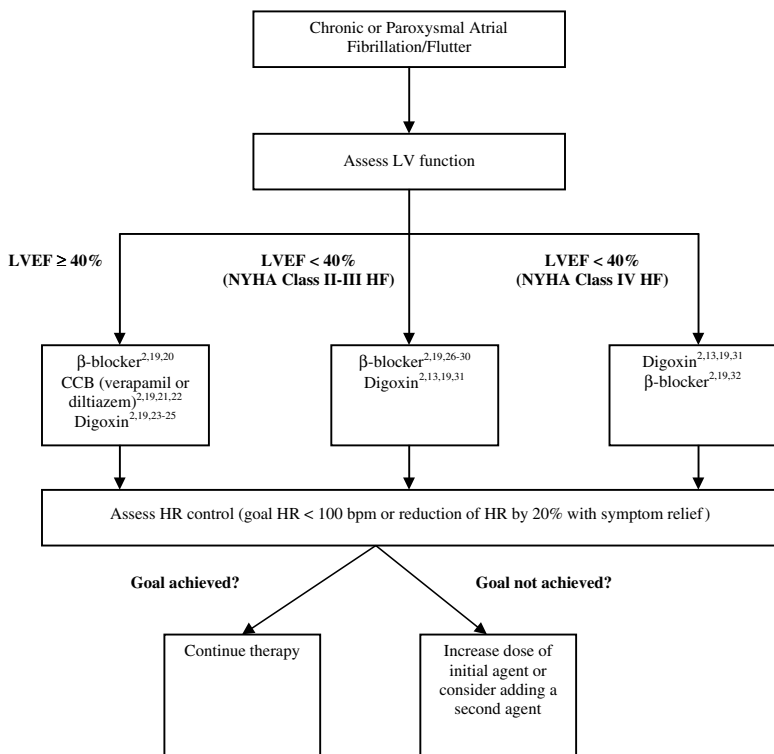 Chronic or Paroxysmal Atrial
Fibrillation/Flutter
Assess LV function
LVEF ≥ 40%
LVEF < 40%
(NYHA Class II-III HF)
LVEF < 40%
(NYHA Class IV HF)
β-blocker2,19,20
CCB (verapamil or
diltiazem)2,19,21,22
Digoxin2,19,23-25
β-blocker2,19,26-30
Digoxin2,13,19,31
Digoxin2,13,19,31
β-blocker2,19,32
Assess HR control (goal HR < 100 bpm or reduction of HR by 20% with symptom relief)
Goal achieved?
Goal not achieved?
Continue therapy
Increase dose of
initial agent or
consider adding a
second agent